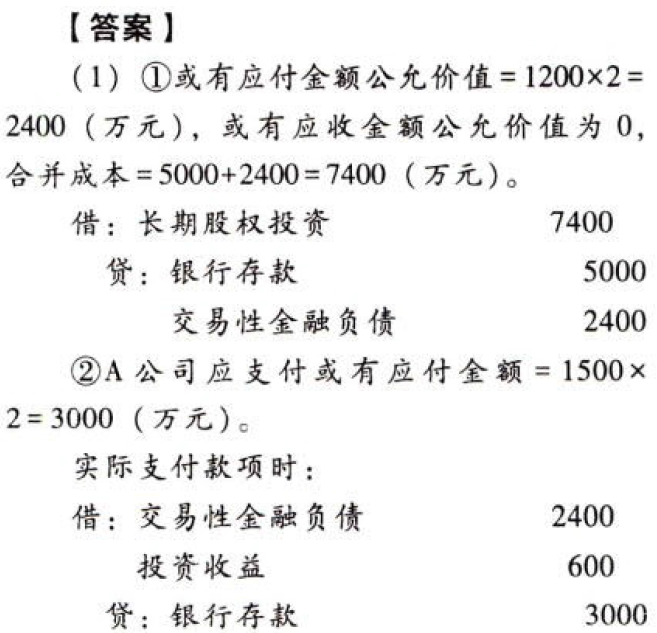 【答案】
(1) ①或有应付金额公允价值=1200×2=
2400(万元),或有应收金额公允价值为 0,
合并成本=5000+2400=7400(万元)。
借:长期股权投资 7400
贷:银行存款 5000
交易性金融负债 2400
②A 公司应支付或有应付金额=1500×
2=3000(万元)。
实际支付款项时:
借:交易性金融负债 2400
投资收益 600
贷:银行存款 3000